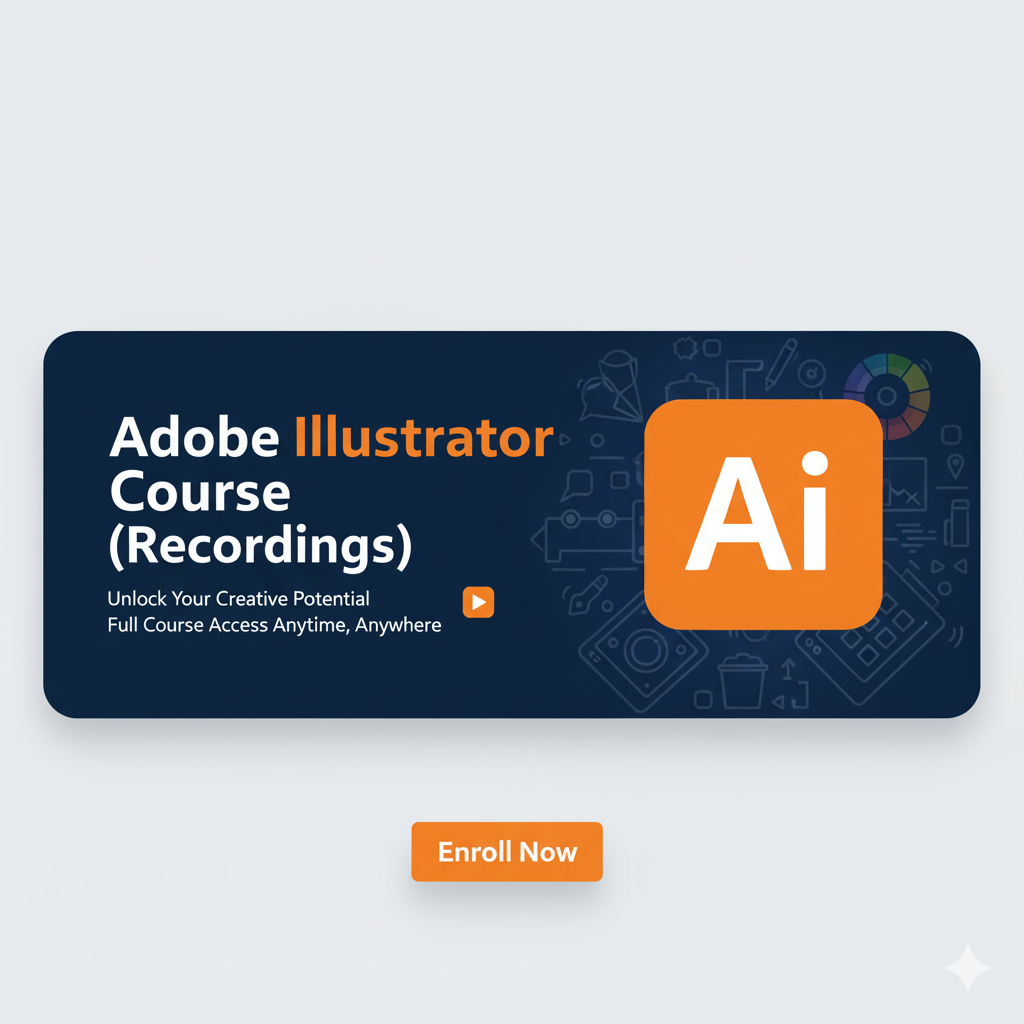 Adobe Illustrator
Course
(Recordings)
Unlock Your Creative Potential
Full Course Access Anytime, Anywhere
Ai
Enroll Now